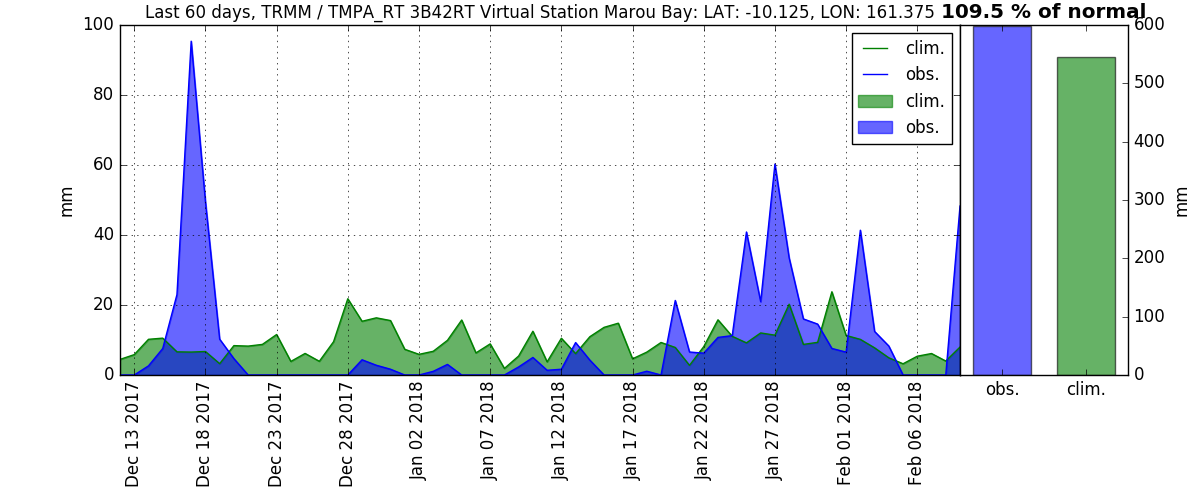 Last 60 days, TRMM / TMPA_RT 3B42RT Virtual Station Marou Bay: LAT: -10.125, LON: 161.375 109.5 % of normal
100
80
60
40
20
0
mm
clim.
obs.
clim.
obs.
600
500
400
300
200
100
0
mm
obs.
clim.
Dec 13 2017
Dec 18 2017
Dec 23 2017
Dec 28 2017
Jan 02 2018
Jan 07 2018
Jan 12 2018
Jan 17 2018
Jan 22 2018
Jan 27 2018
Feb 01 2018
Feb 06 2018